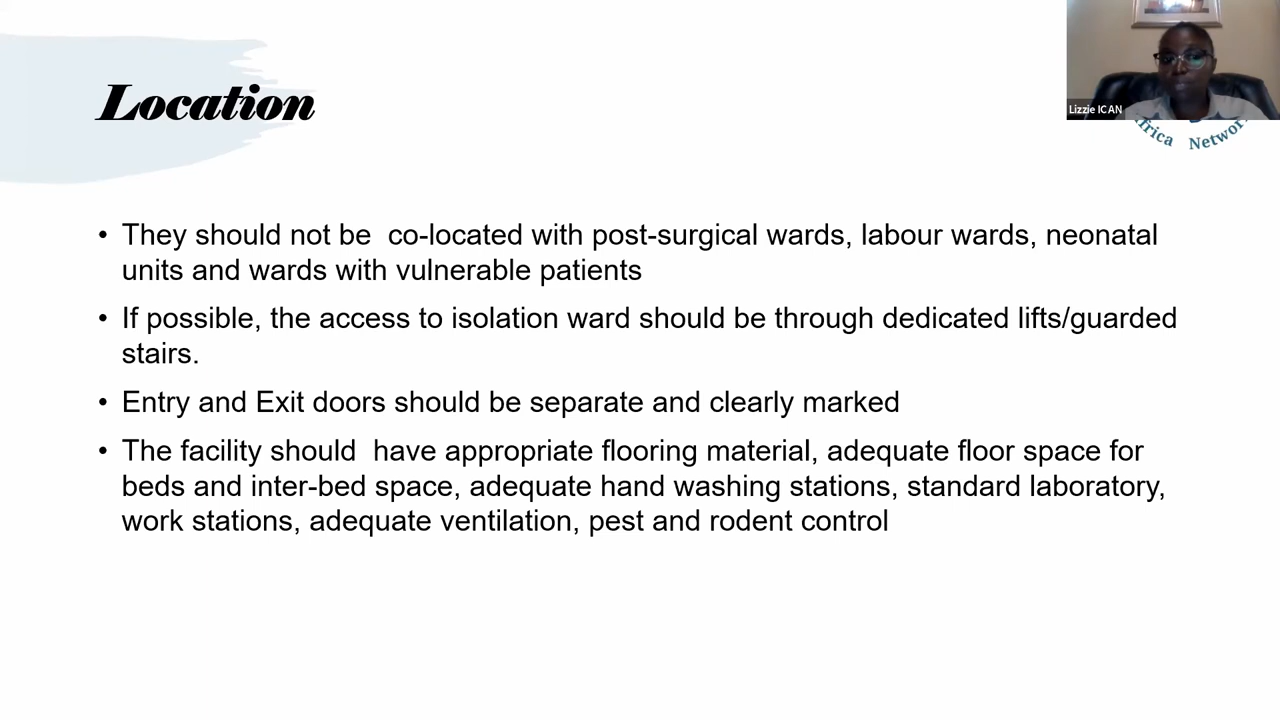 Location
Lizzie ICAN
Network
• They should not be  co-located with post-surgical wards, labour wards, neonatal
units and wards with vulnerable patients
• If possible, the access to isolation ward should be through dedicated lifts/guarded
stairs.
• Entry and Exit doors should be separate and clearly marked
• The facility should  have appropriate flooring material, adequate floor space for
beds and inter-bed space, adequate hand washing stations, standard laboratory,
work stations, adequate ventilation, pest and rodent control